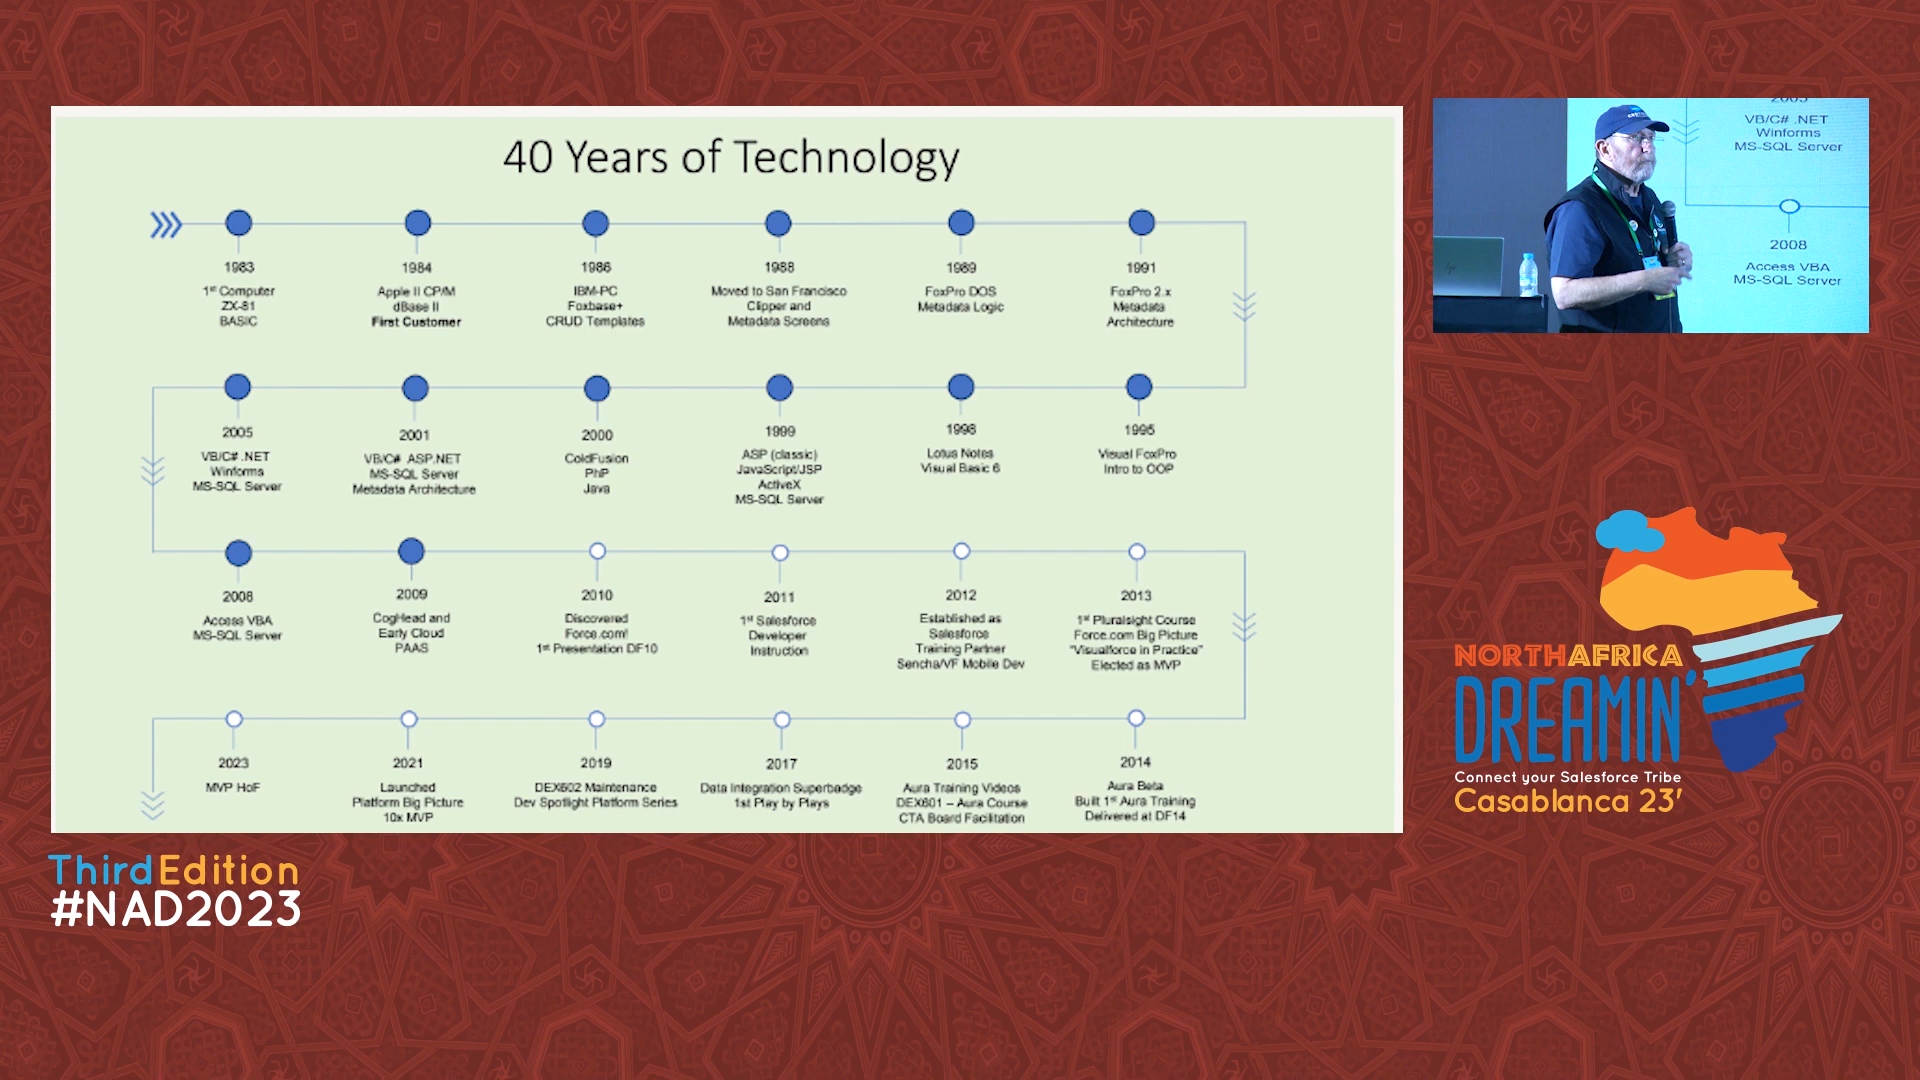 40 Years of Technology
1983
1st Computer
ZX-81
BASIC
1984
Apple II CP/M
dBase II
First Customer
1986
IBM-PC
Foxbase+
CRUD Templates
1988
Moved to San Francisco
Clipper and
Metadata Screens
1989
FoxPro DOS
Metadata Logic
1991
FoxPro 2.x
Metadata
Architecture
2005
VB/C# .NET
Winforms
MS-SQL Server
2001
VB/C# ASP.NET
MS-SQL Server
Metadata Architecture
2000
ColdFusion
PhP
Java
1999
ASP (classic)
JavaScript/JSP
ActiveX
MS-SQL Server
1998
Lotus Notes
Visual Basic 6
1995
Visual FoxPro
Intro to OOP
2008
Access VBA
MS-SQL Server
2009
CogHead and
Early Cloud
PAAS
2010
Discovered
Force.com!
1st Presentation DF10
2011
1st Salesforce
Developer
Instruction
2012
Established as
Salesforce
Training Partner
Sencha/VF Mobile Dev
2013
1st Pluralsight Course
Force.com Big Picture
"Visualforce in Practice"
Elected as MVP
2023
MVP HoF
2021
Launched
Platform Big Picture
10x MVP
2019
DEX602 Maintenance
Dev Spotlight Platform Series
2017
Data Integration Superbadge
1st Play by Plays
2015
Aura Training Videos
DEX601 – Aura Course
CTA Board Facilitation
2014
Aura Beta
Built 1st Aura Training
Delivered at DF14
2005
VB/C# .NET
Winforms
MS-SQL Server
2008
Access VBA
MS-SQL Server
NORTHAFRICA
DREAMIN'
Connect your Salesforce Tribe
Casablanca 23'
ThirdEdition
#NAD2023